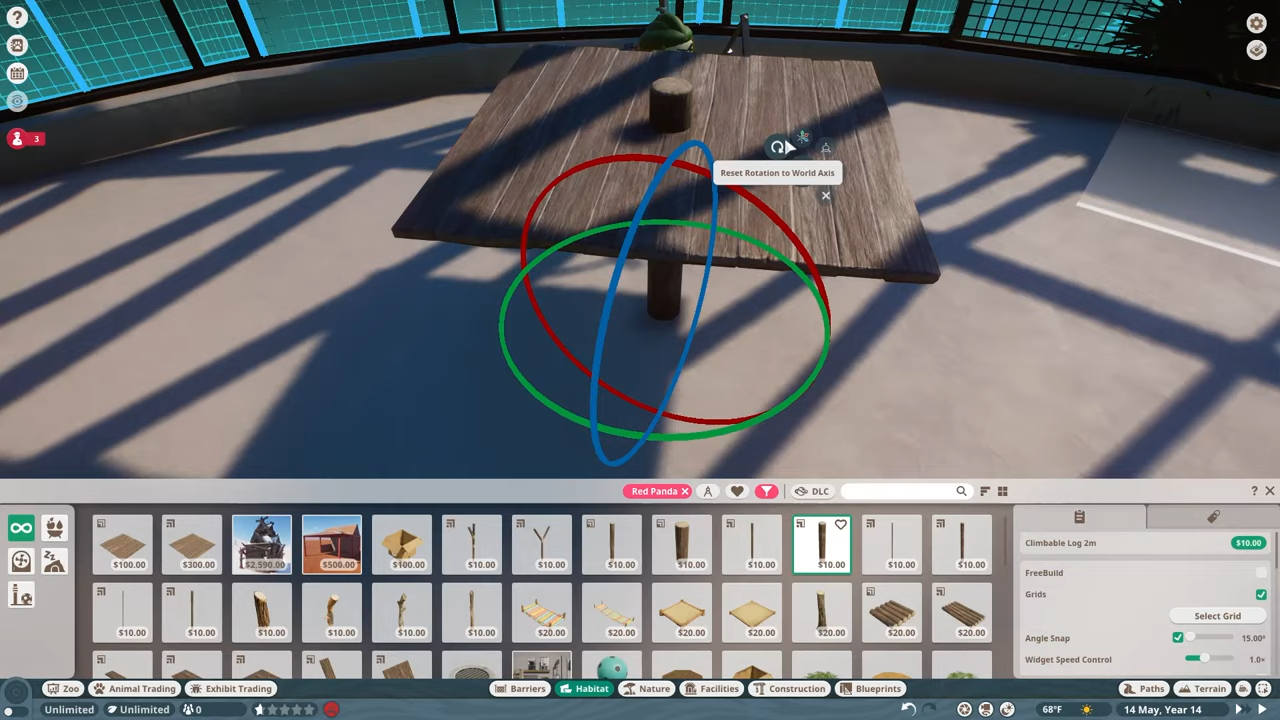 ?
3
Reset Rotation to World Axis
Red Panda ×
DLC
? ×
$100.00
$300.00
$2,590.00
$500.00
$100.00
$10.00
$10.00
$10.00
$10.00
$10.00
$10.00
$10.00
$10.00
$10.00
$10.00
$10.00
$10.00
$10.00
$10.00
$20.00
$20.00
$20.00
$20.00
$10.00
$20.00
$20.00
Climbable Log 2m $10.00
FreeBuild
Grids
Select Grid
Angle Snap 15.00°
Widget Speed Control 1.0×
Zoo Animal Trading Exhibit Trading Barriers Habitat Nature Facilities Construction Blueprints Paths Terrain
Unlimited Unlimited 0 68°F 14 May, Year 14